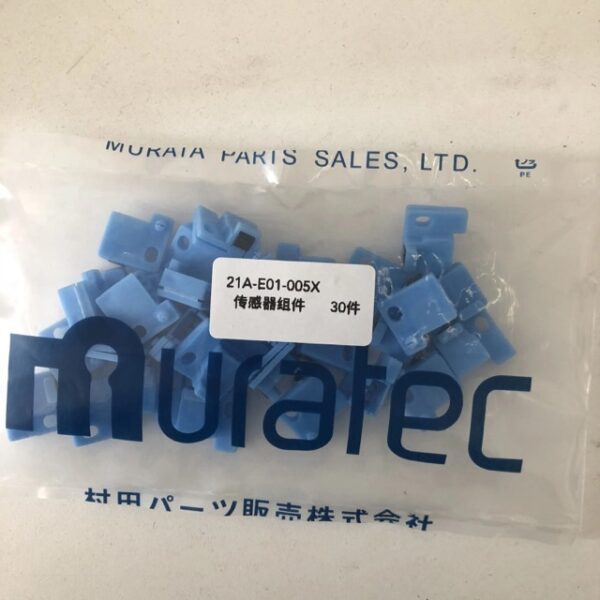 MURATA PARTS SALES, LTD.
PE
21A-E01-005X
传感器组件 30件
muratec
村田パーツ販売株式会社